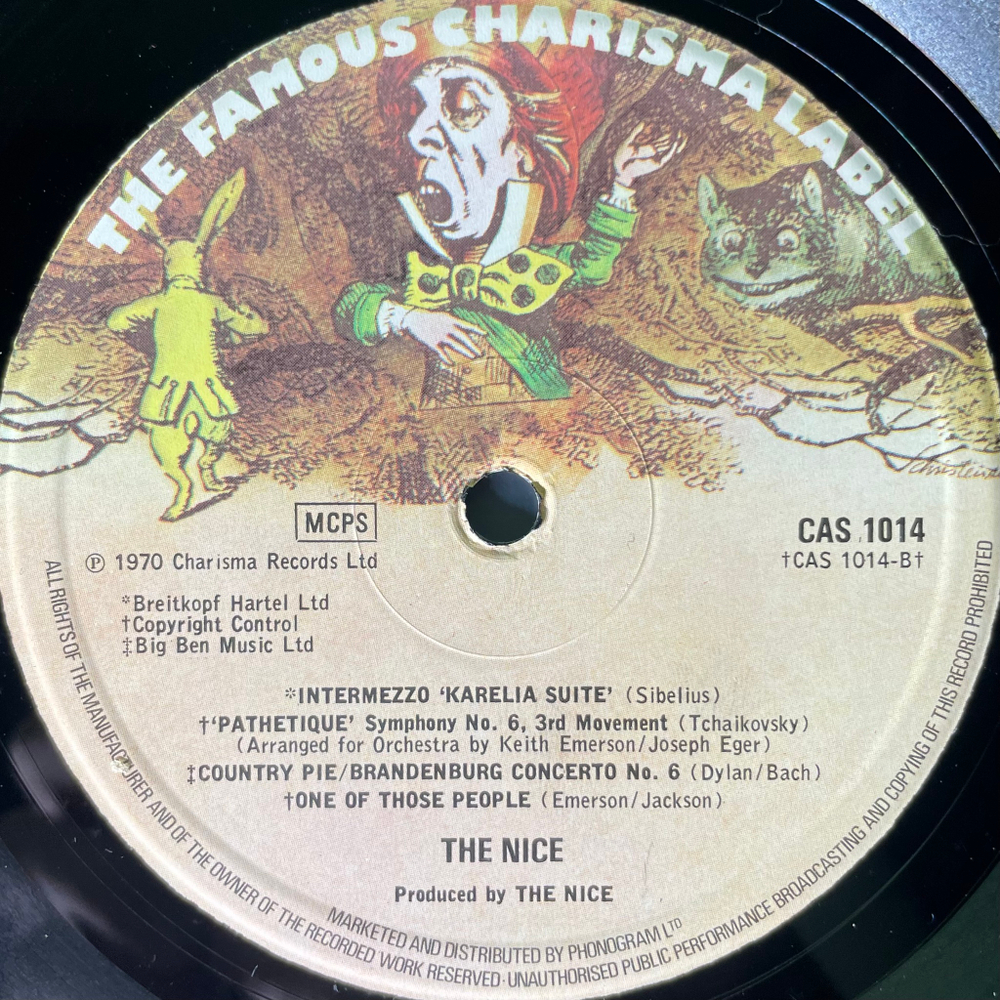 THE FAMOUS CHARISMA LABEL
MCPS
CAS 1014
℗ 1970 Charisma Records Ltd
†CAS 1014-B†
*Breitkopf Hartel Ltd
†Copyright Control
‡Big Ben Music Ltd
*INTERMEZZO ‘KARELIA SUITE’ (Sibelius)
†‘PATHETIQUE’ Symphony No. 6, 3rd Movement (Tchaikovsky)
(Arranged for Orchestra by Keith Emerson/Joseph Eger)
‡COUNTRY PIE/BRANDENBURG CONCERTO No. 6 (Dylan/Bach)
†ONE OF THOSE PEOPLE (Emerson/Jackson)
THE NICE
Produced by THE NICE
MARKETED AND DISTRIBUTED BY PHONOGRAM LTD
ALL RIGHTS OF THE MANUFACTURER AND OF THE OWNER OF THE RECORDED WORK RESERVED·UNAUTHORISED PUBLIC PERFORMANCE BROADCASTING AND COPYING OF THIS RECORD PROHIBITED